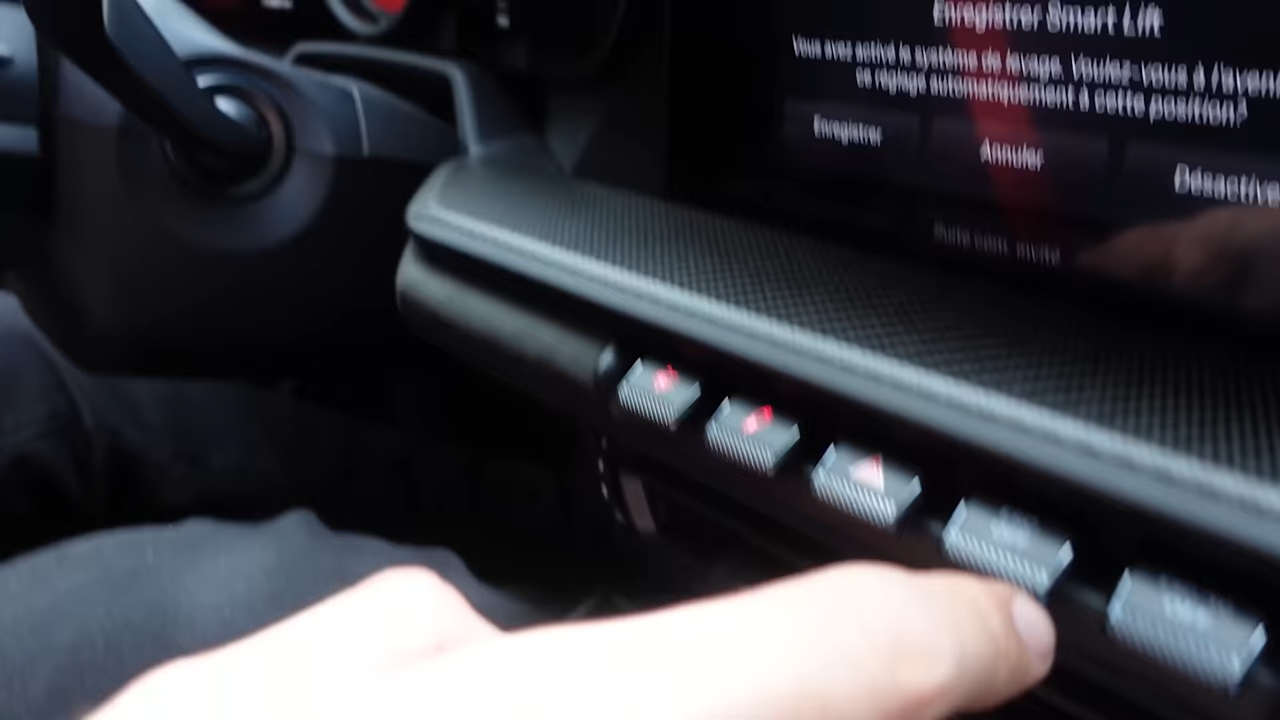 Enregistrer Smart Lift
Vous avez activé le système de levage. Voulez-vous à l'aveni
ce réglage automatiquement à cette position?
Enregistrer
Annuler
Désactive